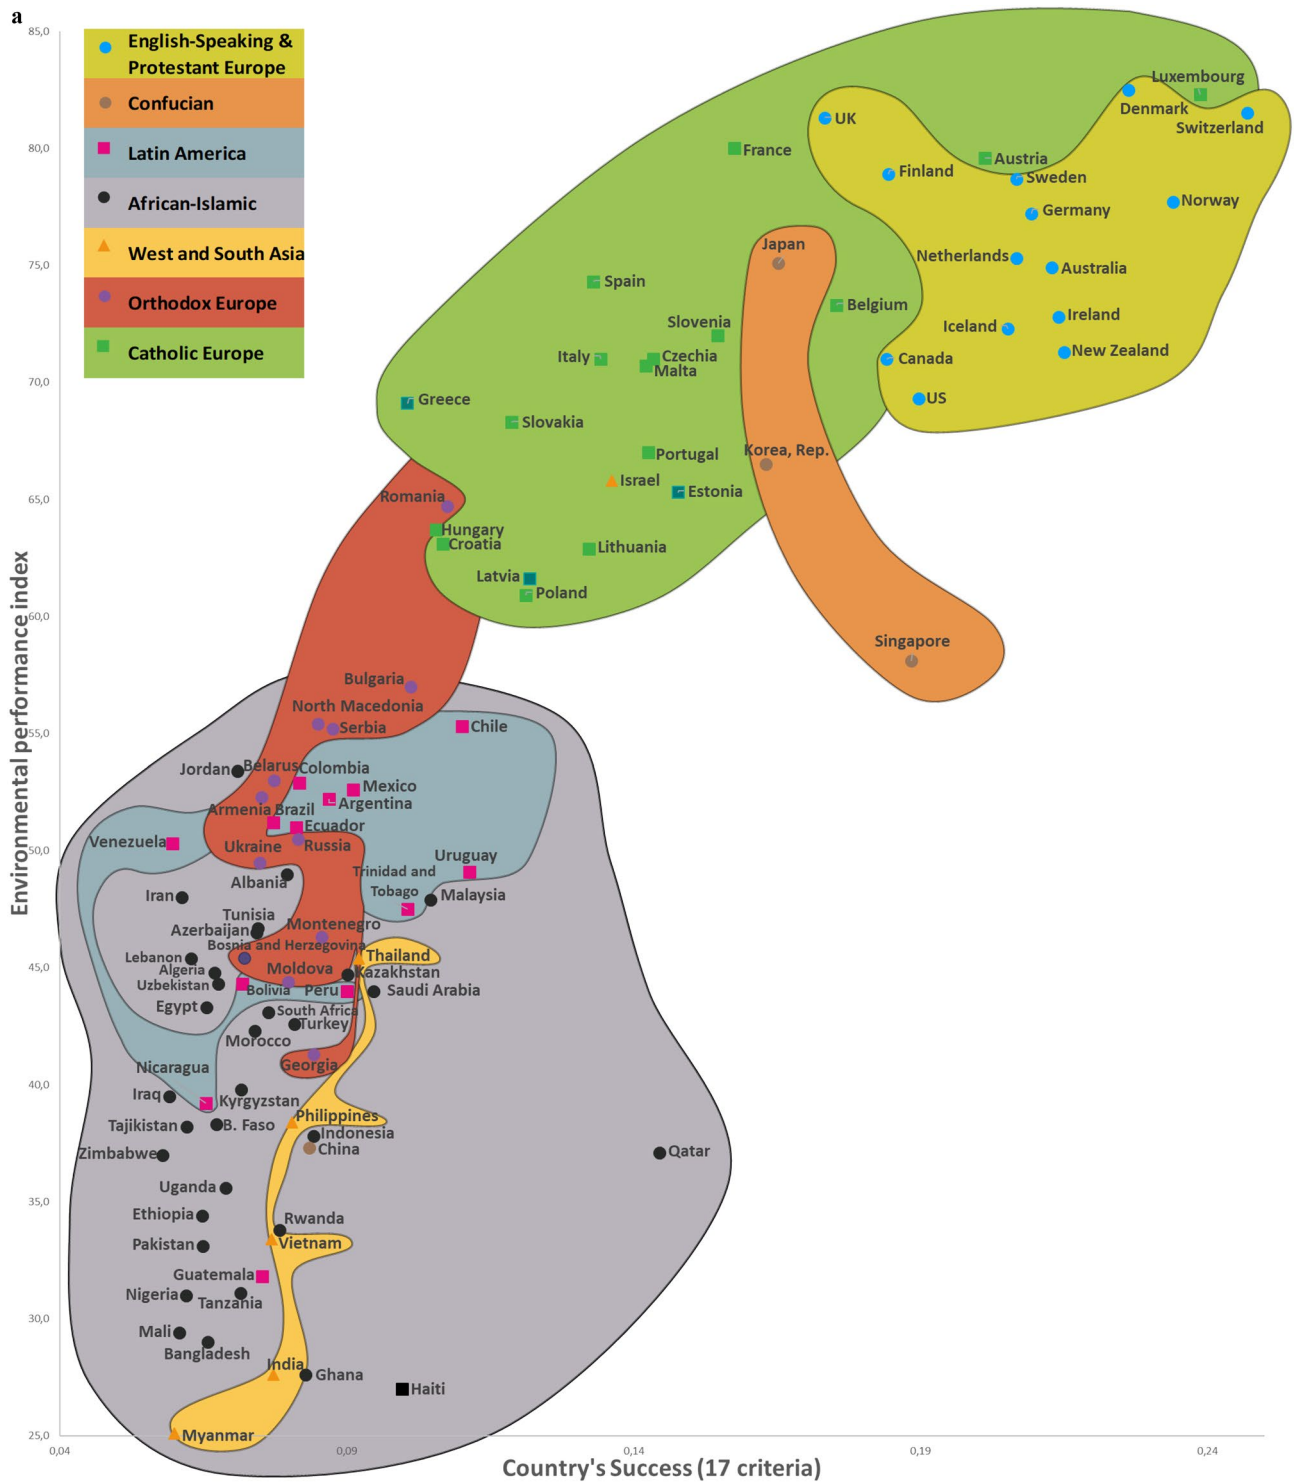 a
85,0
English-Speaking &
Protestant Europe
Confucian
Latin America
African-Islamic
West and South Asia
Orthodox Europe
Catholic Europe
Luxembourg
Denmark
Switzerland
UK
80,0
France
Austria
Finland
Sweden
Norway
Germany
Japan
Netherlands
75,0
Australia
Spain
Belgium
Ireland
Slovenia
Iceland
New Zealand
Italy
Czechia
Canada
Malta
70,0
Greece
US
Slovakia
Portugal
Korea, Rep.
Israel
Estonia
65,0
Romania
Hungary
Croatia
Lithuania
Latvia
Poland
60,0
Singapore
Bulgaria
North Macedonia
Serbia
Chile
55,0
Jordan
Belarus
Colombia
Mexico
Argentina
Armenia
Brazil
Ecuador
Venezuela
Ukraine
Russia
50,0
Uruguay
Trinidad and
Tobago
Albania
Iran
Malaysia
Tunisia
Azerbaijan
Montenegro
Bosnia and Herzegovina
Lebanon
Thailand
45,0
Algeria
Moldova
Kazakhstan
Uzbekistan
Bolivia
Peru
Saudi Arabia
Egypt
South Africa
Turkey
Morocco
Nicaragua
Georgia
40,0
Iraq
Kyrgyzstan
Philippines
Tajikistan
B. Faso
Indonesia
China
Zimbabwe
Qatar
35,0
Uganda
Ethiopia
Rwanda
Pakistan
Vietnam
Guatemala
Nigeria
Tanzania
30,0
Mali
Bangladesh
India
Ghana
Haiti
25,0
Myanmar
0,04
0,09
0,14
0,19
0,24
Environmental performance index
Country's Success (17 criteria)